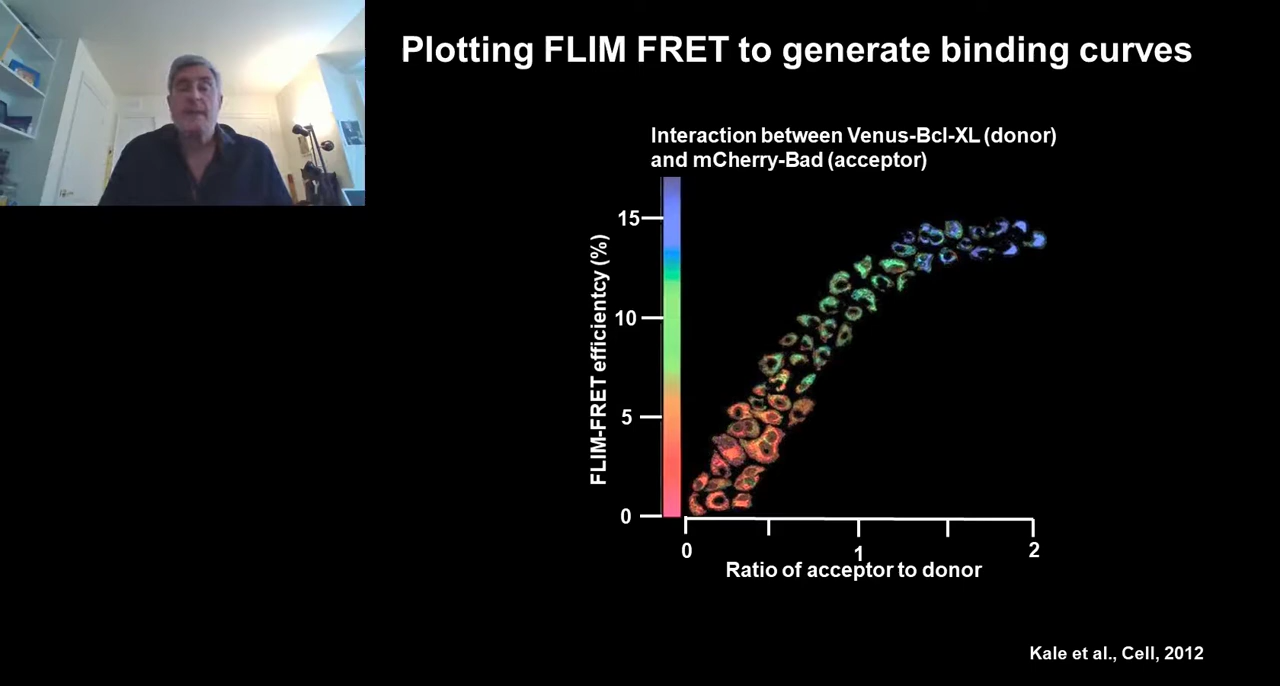 Plotting FLIM FRET to generate binding curves
Interaction between Venus-Bcl-XL (donor)
and mCherry-Bad (acceptor)
FLIM-FRET efficientcy (%)
15
10
5
0
0
1
2
Ratio of acceptor to donor
Kale et al., Cell, 2012